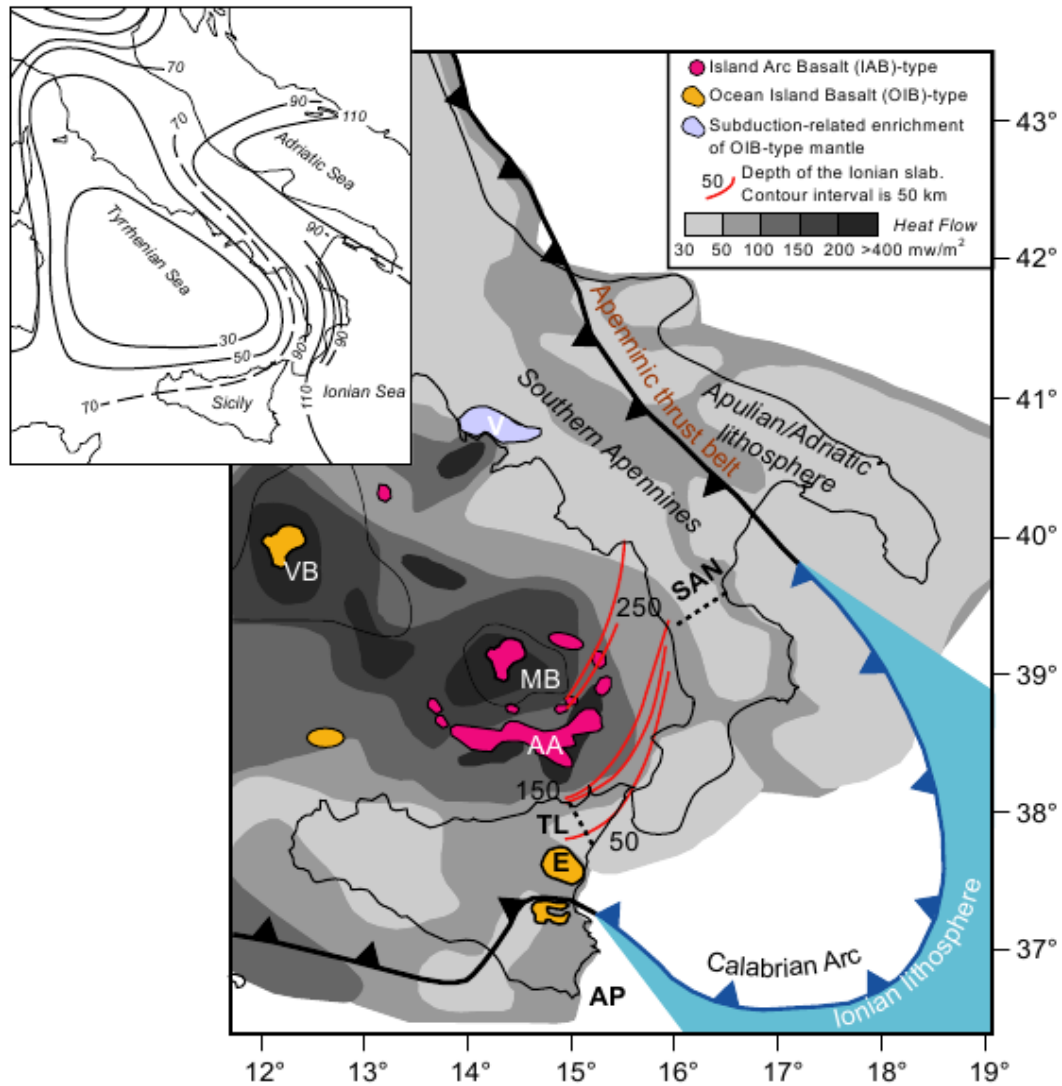 70
90
110
70
Adriatic Sea
Tyrrhenian Sea
90
30
50
90
90
110
Ionian Sea
Sicily
70
Island Arc Basalt (IAB)-type
Ocean Island Basalt (OIB)-type
Subduction-related enrichment
of OIB-type mantle
50
Depth of the Ionian slab.
Contour interval is 50 km
Heat Flow
30 50 100 150 200 >400 mw/m²
43°
42°
41°
40°
39°
38°
37°
Apenninic thrust belt
Southern Apennines
Apulian/Adriatic
lithosphere
V
VB
SAN
250
MB
AA
150
TL
50
E
Calabrian Arc
Ionian lithosphere
AP
12° 13° 14° 15° 16° 17° 18° 19°